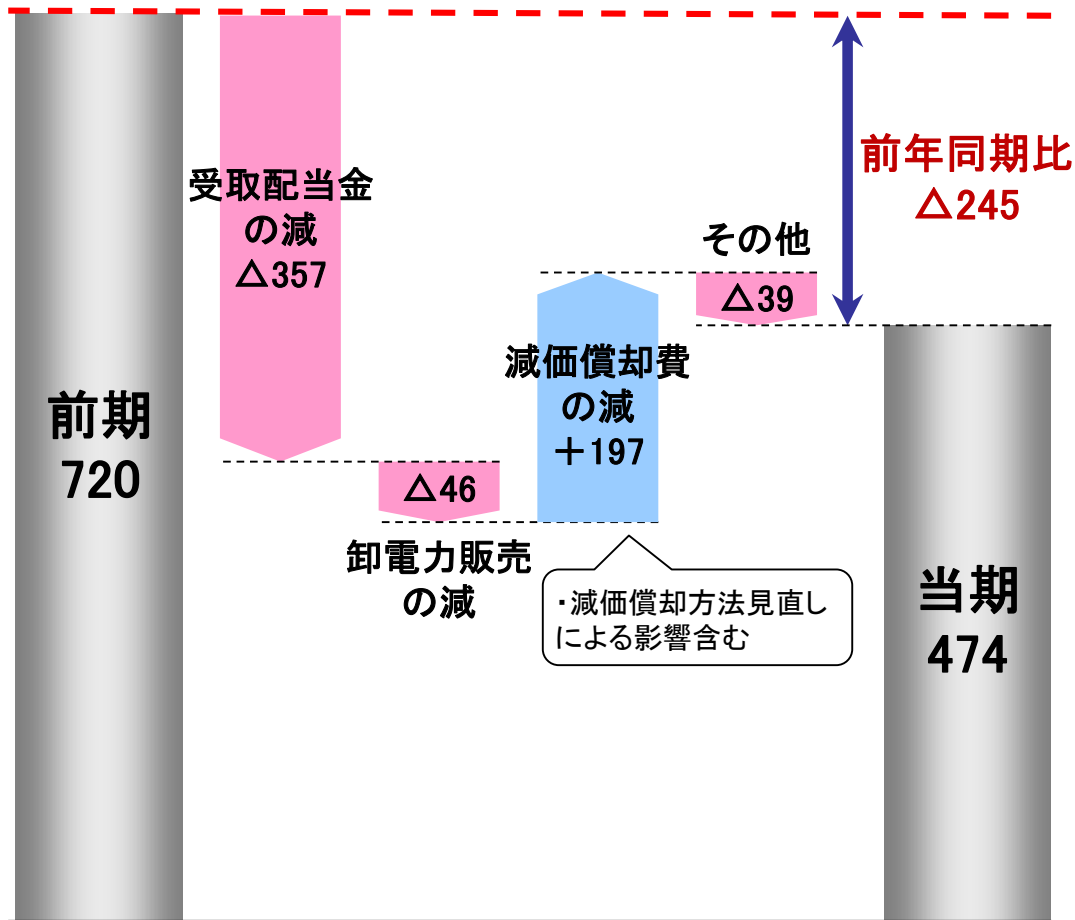 前期
720
受取配当金
の減
△357
△46
卸電力販売
の減
減価償却費
の減
＋197
・減価償却方法見直し
による影響含む
その他
△39
前年同期比
△245
当期
474